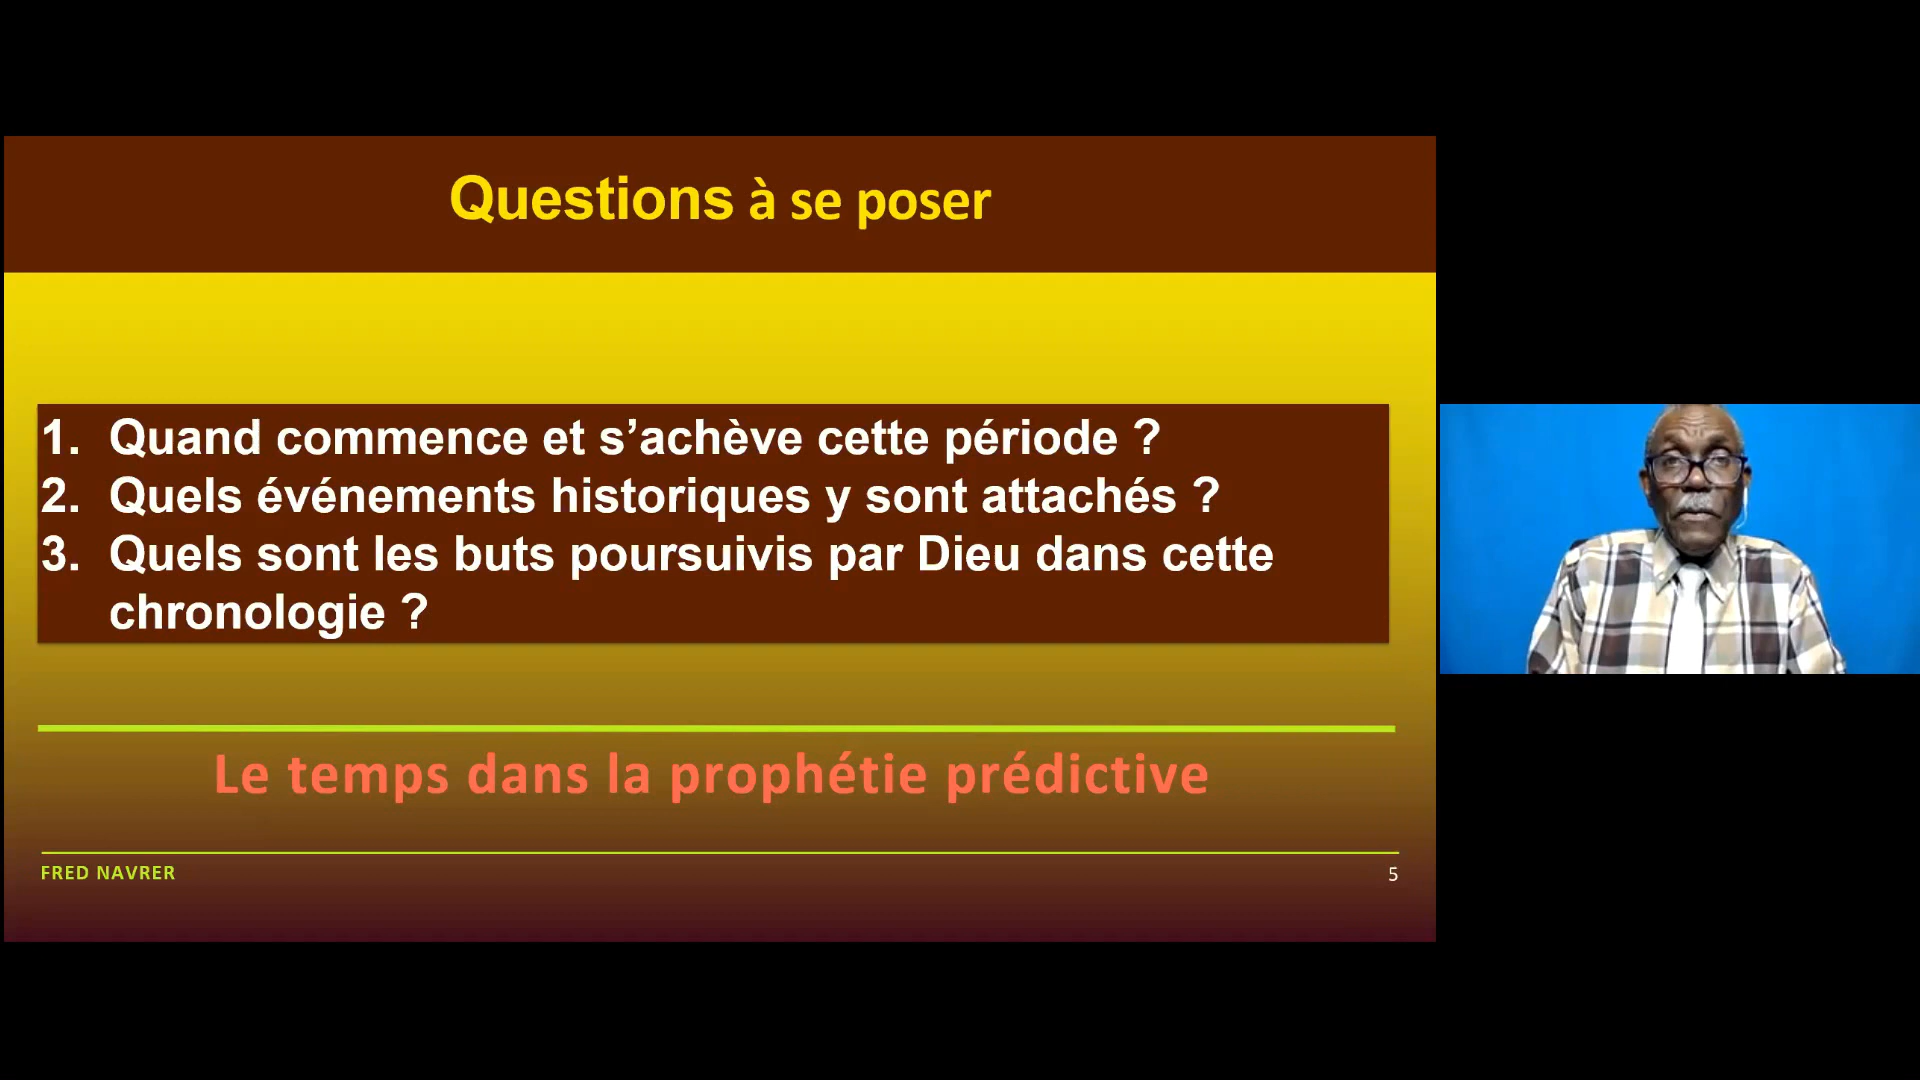 Questions à se poser
1. Quand commence et s’achève cette période ?
2. Quels événements historiques y sont attachés ?
3. Quels sont les buts poursuivis par Dieu dans cette
chronologie ?
Le temps dans la prophétie prédictive
FRED NAVRER
5